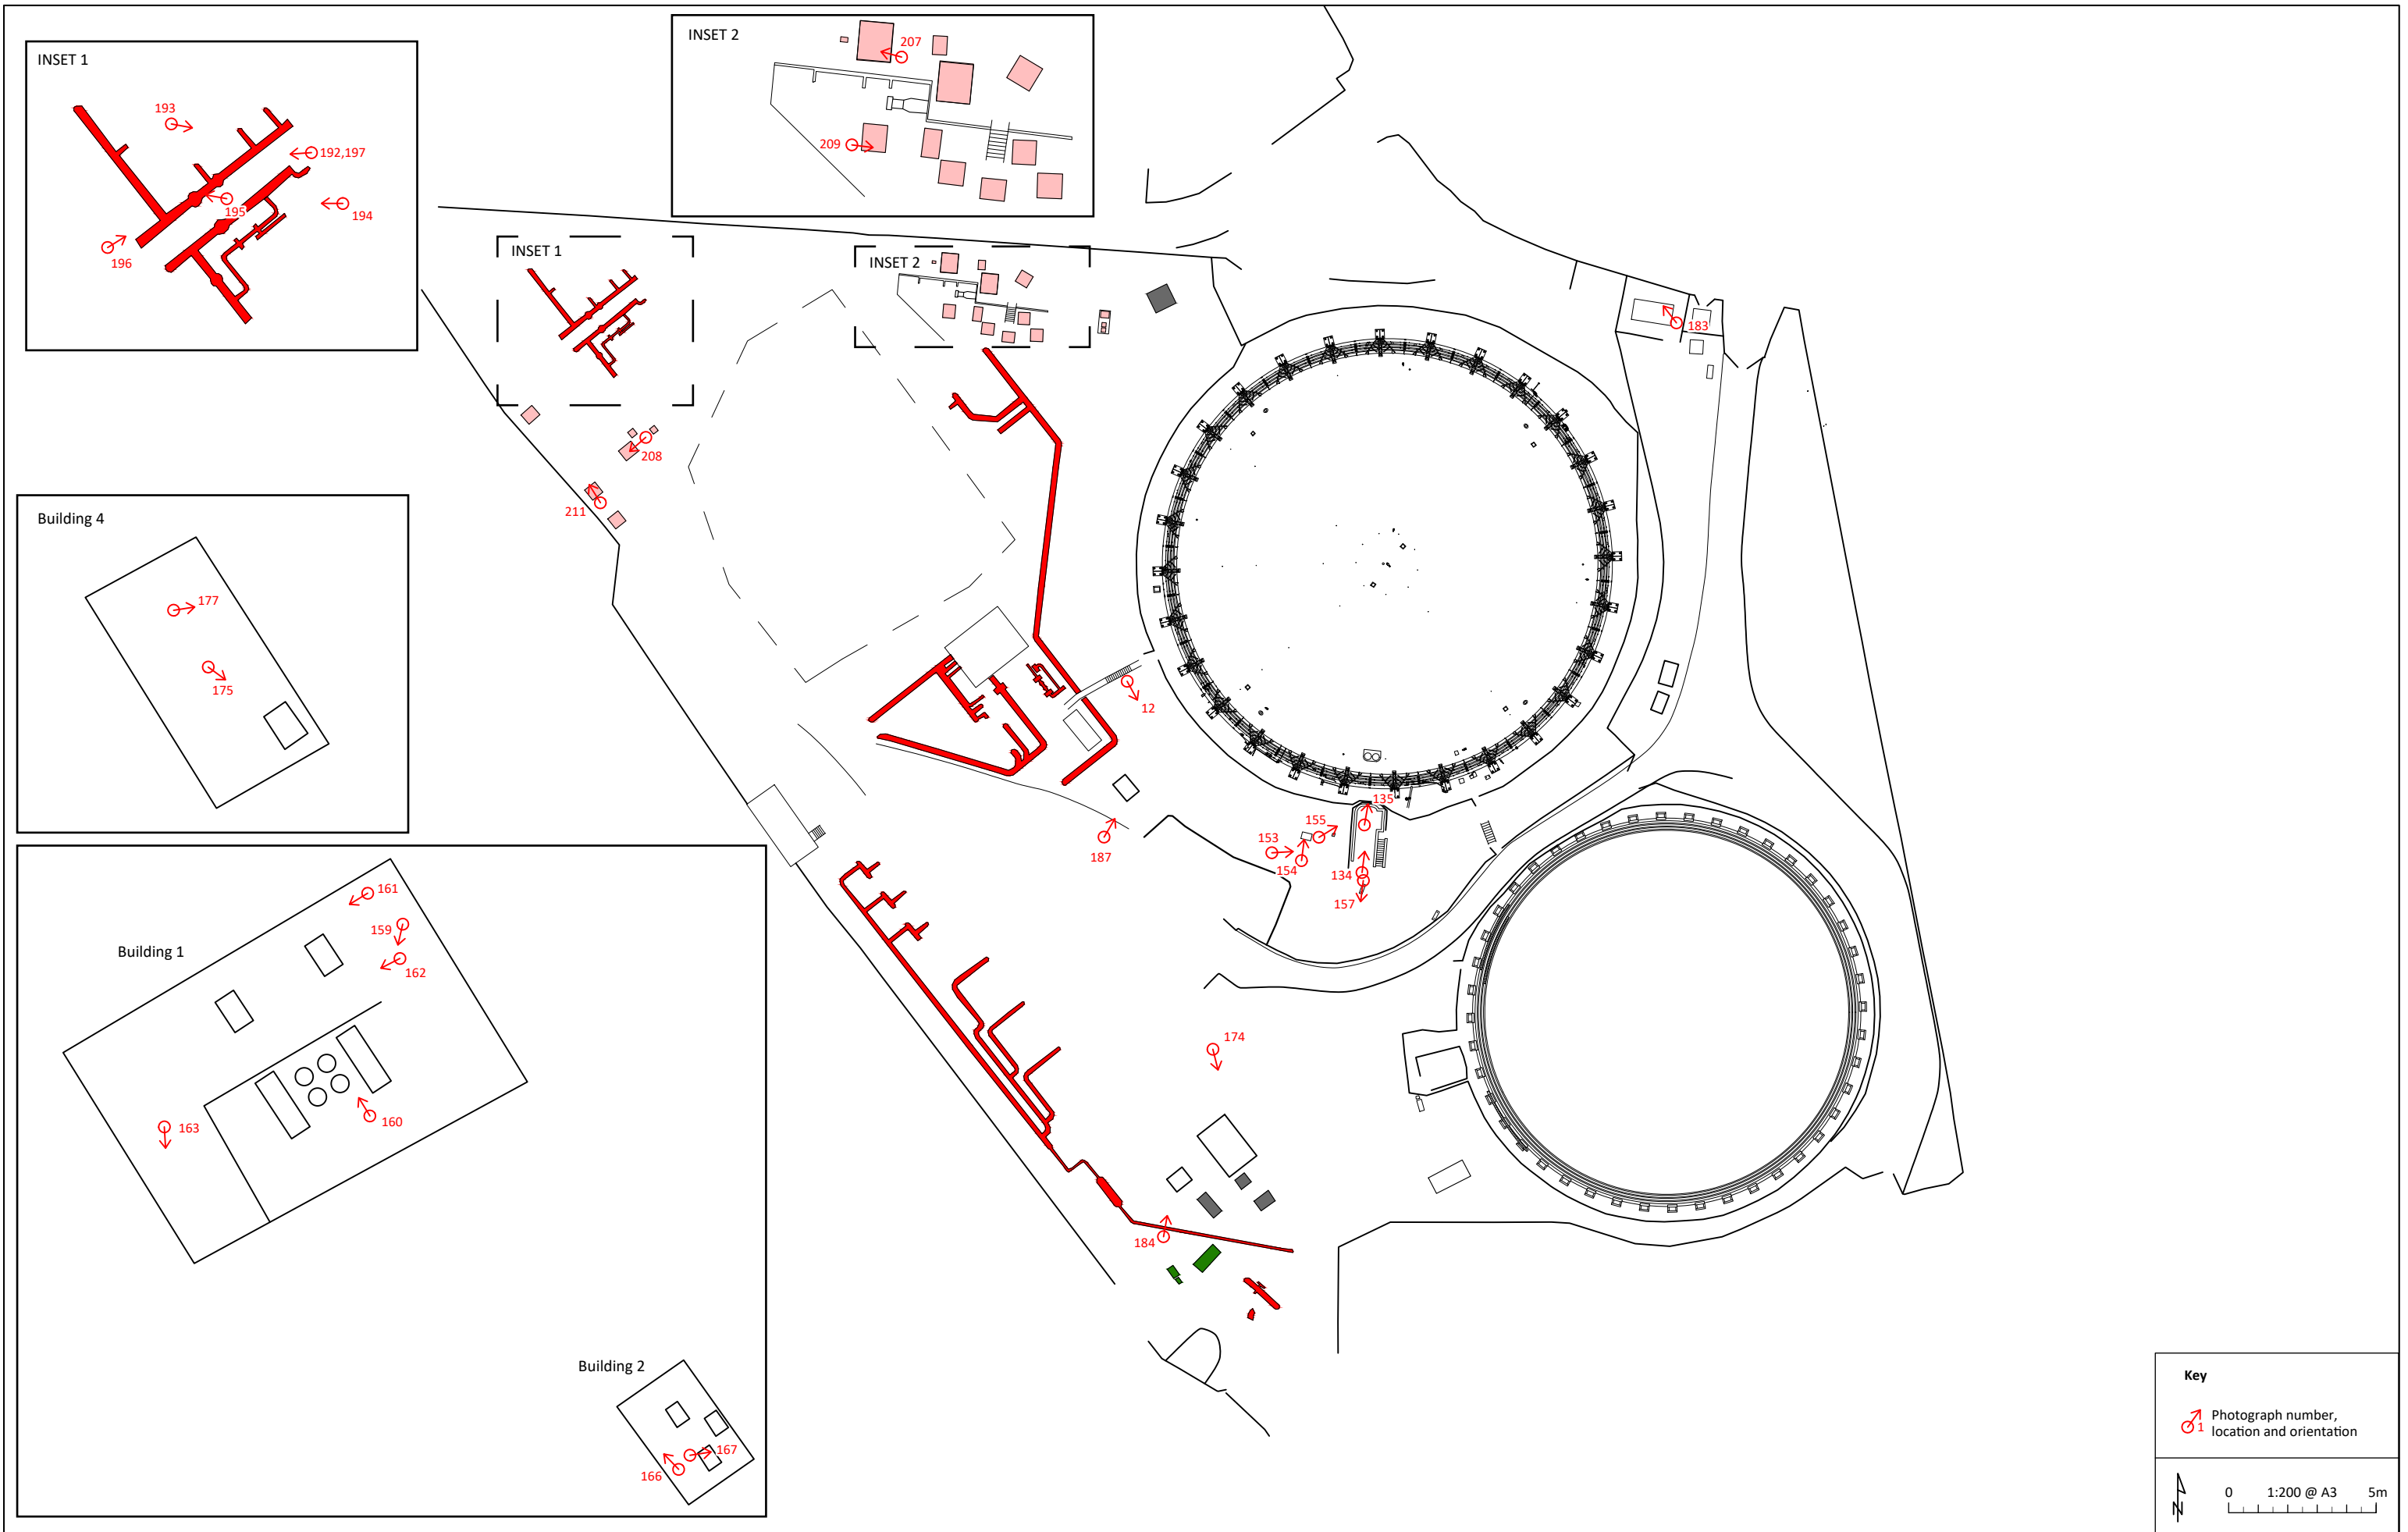 INSET 1
193
192,197
195
194
196
INSET 2
207
209
INSET 1
INSET 2
183
208
211
Building 4
177
175
12
135
155
153
154
187
134
157
Building 1
161
159
162
163
160
174
184
Building 2
167
166
Key
1
Photograph number,
location and orientation
N
0 1:200 @ A3 5m